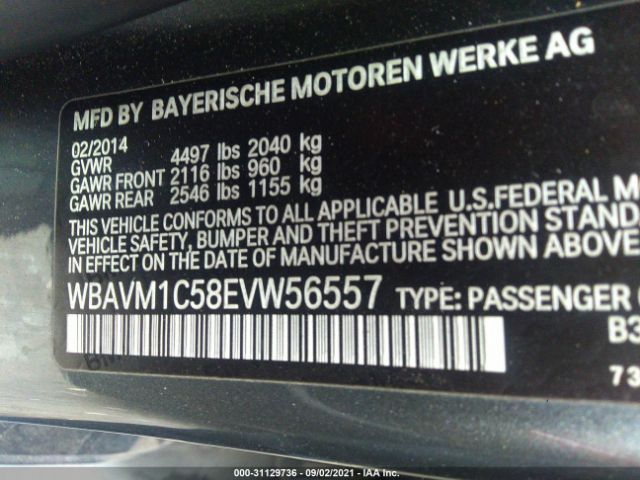 MFD BY BAYERISCHE MOTOREN WERKE AG
02/2014
GVWR 4497 lbs 2040 kg
GAWR FRONT 2116 lbs 960 kg
GAWR REAR 2546 lbs 1155 kg
THIS VEHICLE CONFORMS TO ALL APPLICABLE U.S.FEDERAL M
VEHICLE SAFETY, BUMPER AND THEFT PREVENTION STAND
IN EFFECT ON THE DATE OF MANUFACTURE SHOWN ABOVE
WBAVM1C58EVW56557 TYPE: PASSENGER
B3
73
000-31129736 - 09/02/2021 - IAA Inc.